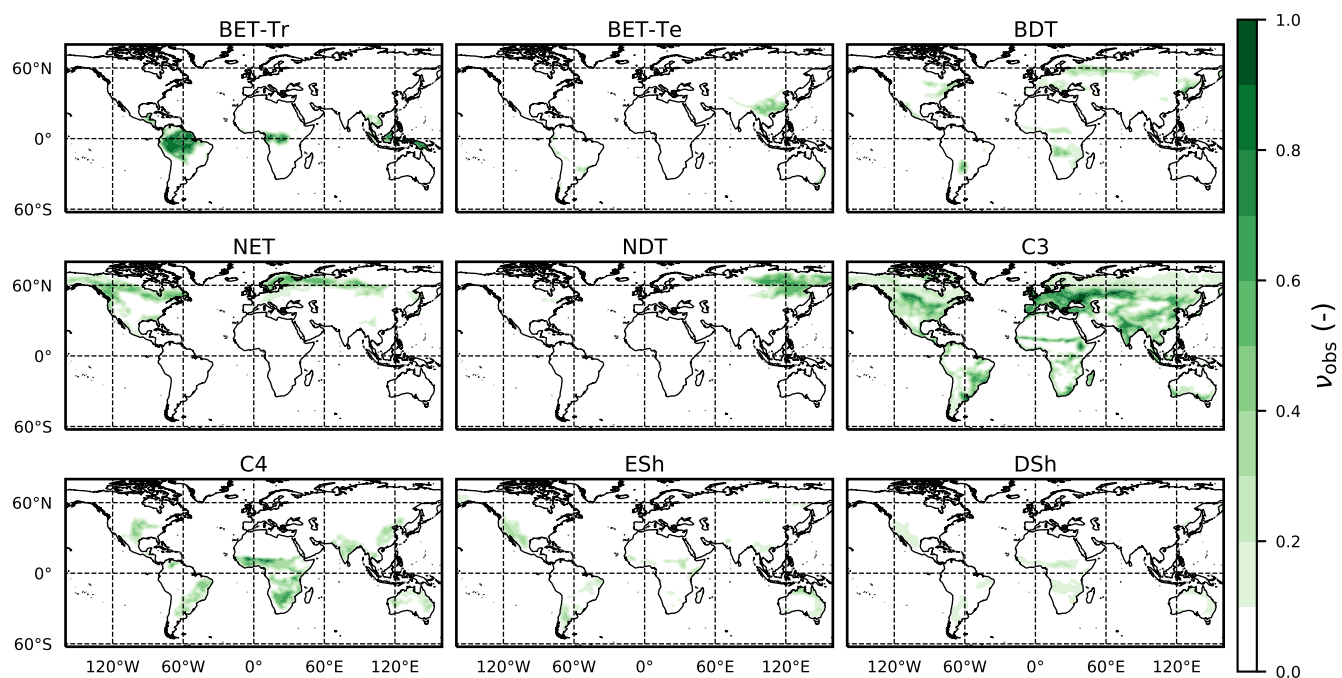 BET-Tr BET-Te BDT
60°N
0°
60°S
NET NDT C3
60°N
0°
60°S
C4 ESh DSh
60°N
0°
60°S
120°W 60°W 0° 60°E 120°E 120°W 60°W 0° 60°E 120°E 120°W 60°W 0° 60°E 120°E
1.0
0.8
0.6
0.4
0.2
0.0
νobs (-)